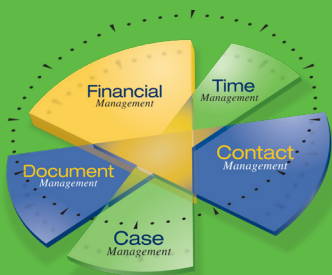 Financial
Management
Time
Management
Contact
Management
Document
Management
Case
Management